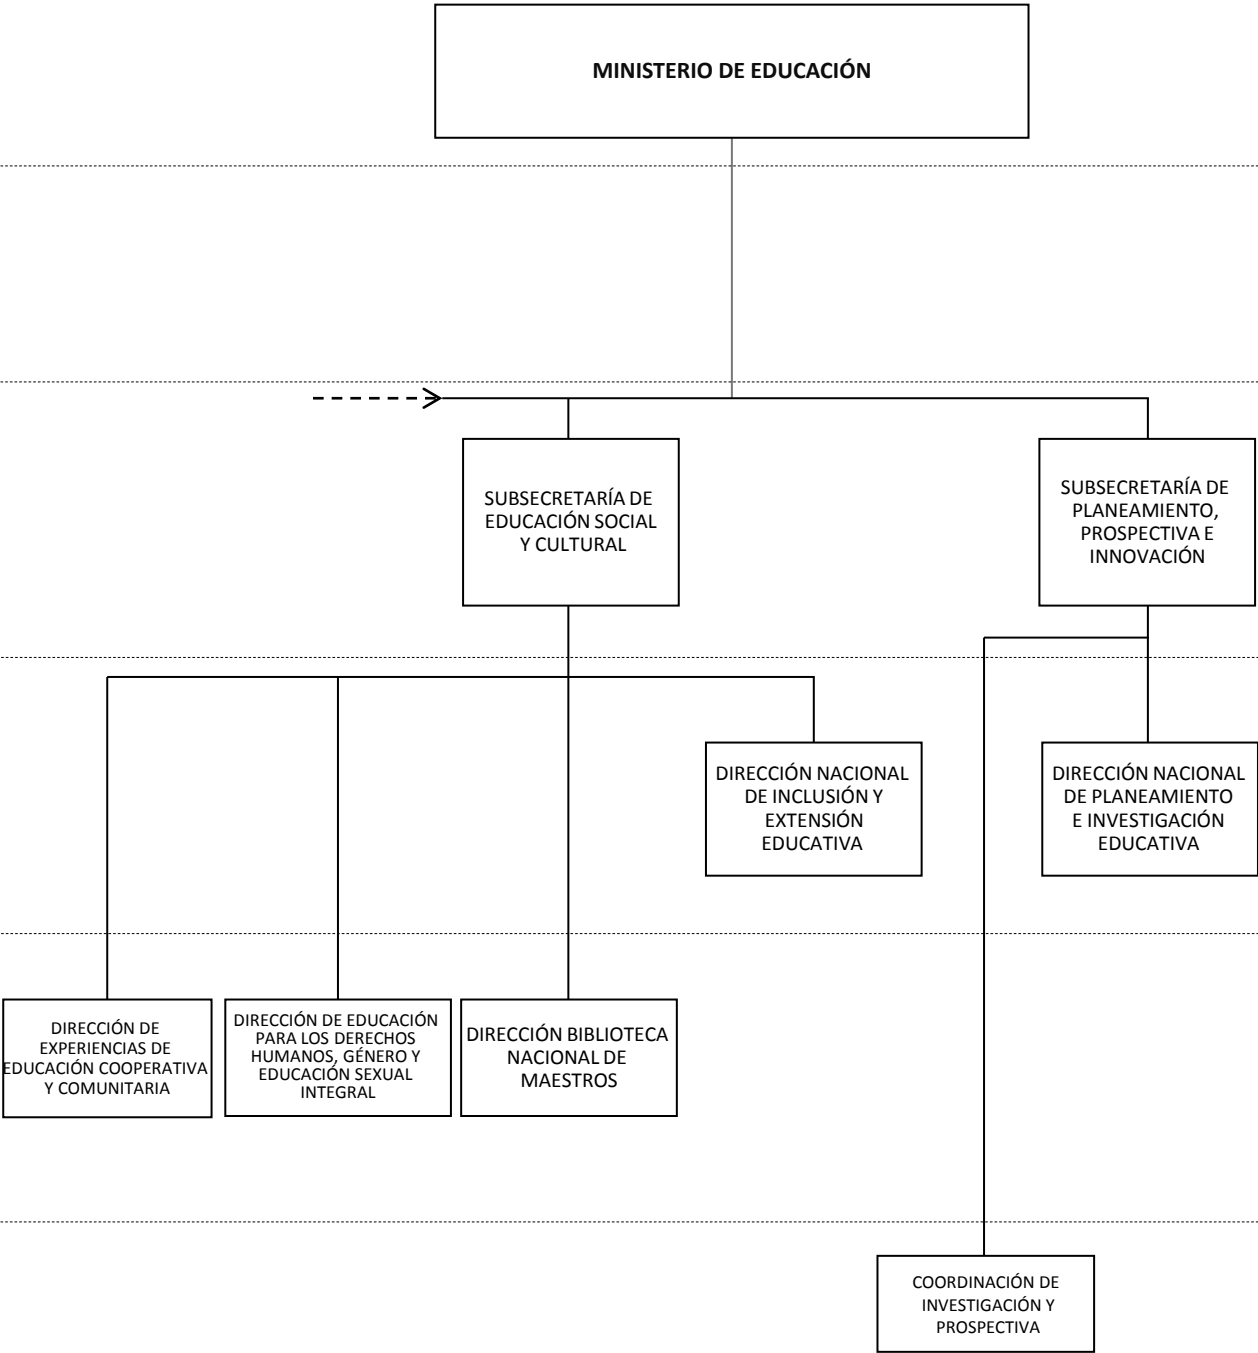 MINISTERIO DE EDUCACIÓN
SUBSECRETARÍA DE
EDUCACIÓN SOCIAL
Y CULTURAL
SUBSECRETARÍA DE
PLANEAMIENTO,
PROSPECTIVA E
INNOVACIÓN
DIRECCIÓN NACIONAL
DE INCLUSIÓN Y
EXTENSIÓN
EDUCATIVA
DIRECCIÓN NACIONAL
DE PLANEAMIENTO
E INVESTIGACIÓN
EDUCATIVA
DIRECCIÓN DE
EXPERIENCIAS DE
EDUCACIÓN COOPERATIVA
Y COMUNITARIA
DIRECCIÓN DE EDUCACIÓN
PARA LOS DERECHOS
HUMANOS, GÉNERO Y
EDUCACIÓN SEXUAL
INTEGRAL
DIRECCIÓN BIBLIOTECA
NACIONAL DE
MAESTROS
COORDINACIÓN DE
INVESTIGACIÓN Y
PROSPECTIVA